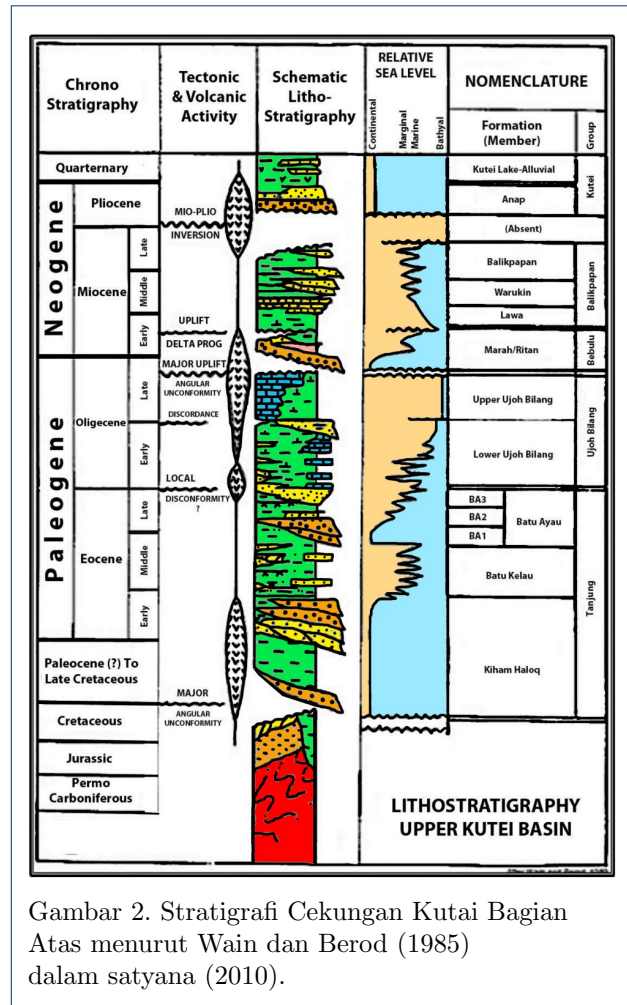 Chrono
Stratigraphy
Tectonic
& Volcanic
Activity
Schematic
Litho-
Stratigraphy
RELATIVE
SEA LEVEL
Continental
Marginal
Marine
Bathyal
NOMENCLATURE
Formation
(Member)
Group
Quarternary
Neogene
Pliocene
Miocene
Late
Middle
Early
Paleogene
Oligecene
Late
Early
Eocene
Late
Middle
Early
Paleocene (?) To
Late Cretaceous
Cretaceous
Jurassic
Permo
Carboniferous
MIO-PLIO
INVERSION
UPLIFT
DELTA PROG
MAJOR UPLIFT
ANGULAR
UNCONFORMITY
DISCORDANCE
LOCAL
DISCONFORMITY
?
MAJOR
ANGULAR
UNCONFORMITY
Kutei Lake-Alluvial
Anap
Kutei
(Absent)
Balikpapan
Warukin
Lawa
Balikpapan
Marah/Ritan
Bebulu
Upper Ujoh Bilang
Lower Ujoh Bilang
Ujoh Bilang
BA3
BA2
BA1
Batu Ayau
Batu Kelau
Kiham Haloq
Tanjung
LITHOSTRATIGRAPHY
UPPER KUTEI BASIN
Gambar 2. Stratigrafi Cekungan Kutai Bagian
Atas menurut Wain dan Berod (1985)
dalam satyana (2010).